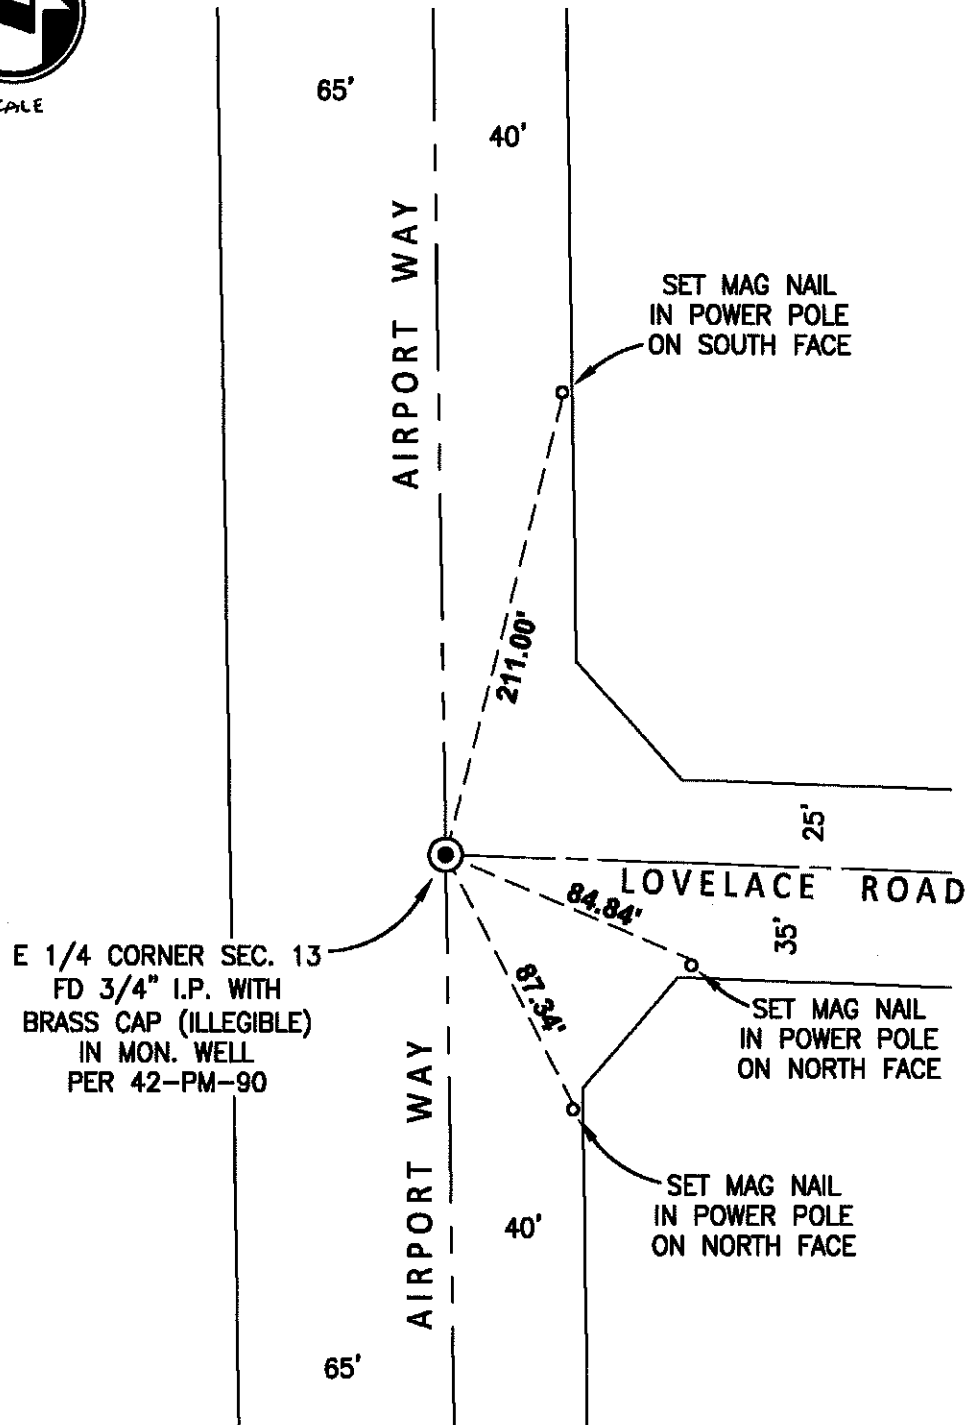 65'
40'
AIRPORT WAY
SET MAG NAIL
IN POWER POLE
ON SOUTH FACE
211.00'
25'
LOVELACE ROAD
84.84'
35'
E 1/4 CORNER SEC. 13
FD 3/4" I.P. WITH
BRASS CAP (ILLEGIBLE)
IN MON. WELL
PER 42-PM-90
87.34'
SET MAG NAIL
IN POWER POLE
ON NORTH FACE
AIRPORT WAY
SET MAG NAIL
IN POWER POLE
ON NORTH FACE
40'
65'